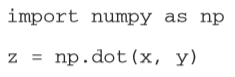 import numpy as np
z = np.dot(x, y)